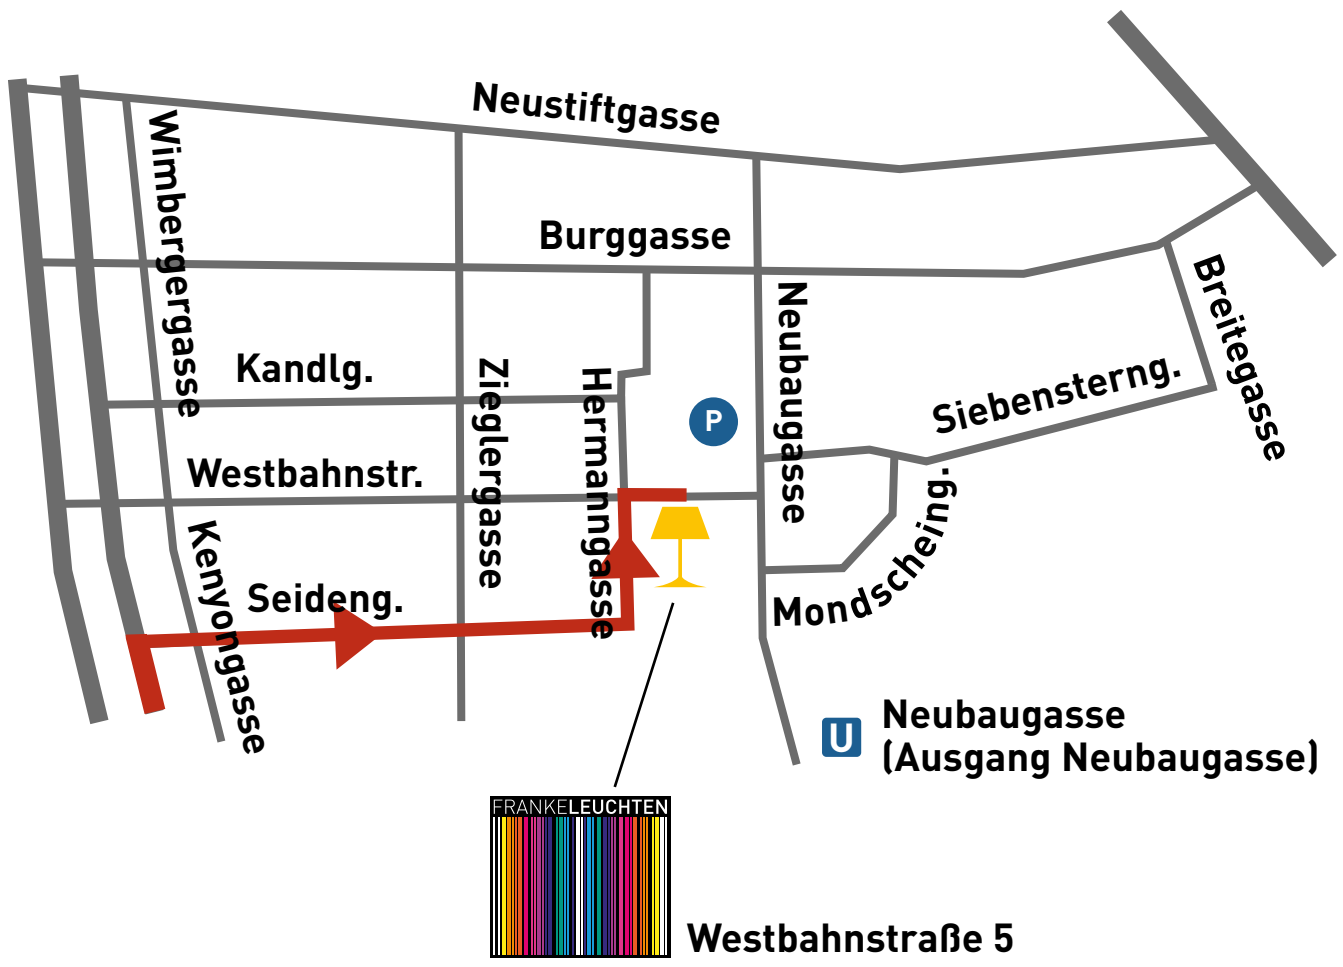 Neustiftgasse
Wimbergergasse
Burggasse
Breitegasse
Neubaugasse
Kandlg.
Zieglergasse
Hermanngasse
Siebensterng.
P
Westbahnstr.
Mondscheing.
Kenyongasse
Seideng.
U
Neubaugasse
(Ausgang Neubaugasse)
FRANKELEUCHTEN
Westbahnstraße 5